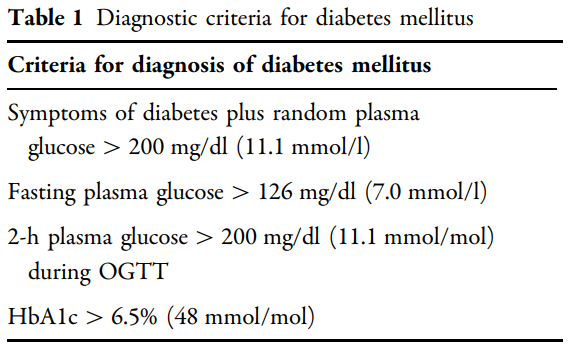 Table 1 Diagnostic criteria for diabetes mellitus
Criteria for diagnosis of diabetes mellitus
Symptoms of diabetes plus random plasma
glucose > 200 mg/dl (11.1 mmol/l)
Fasting plasma glucose > 126 mg/dl (7.0 mmol/l)
2-h plasma glucose > 200 mg/dl (11.1 mmol/mol)
during OGTT
HbA1c > 6.5% (48 mmol/mol)